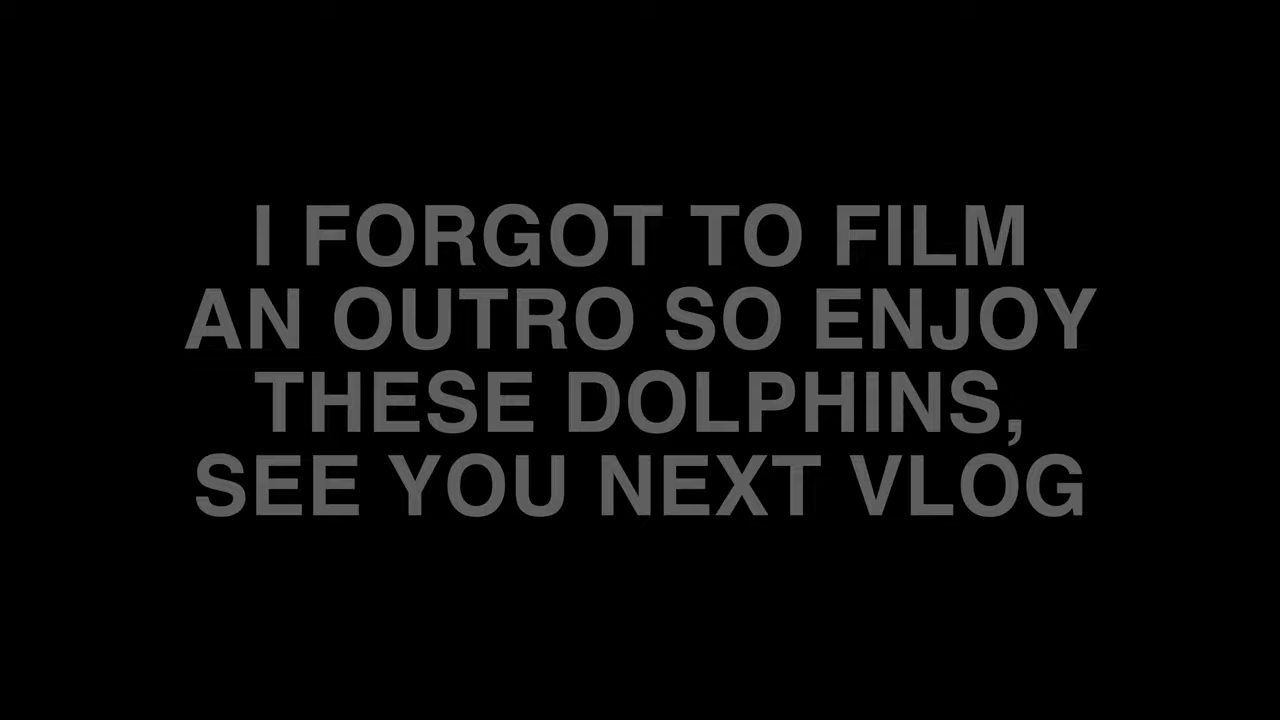 I FORGOT TO FILM
AN OUTRO SO ENJOY
THESE DOLPHINS,
SEE YOU NEXT VLOG